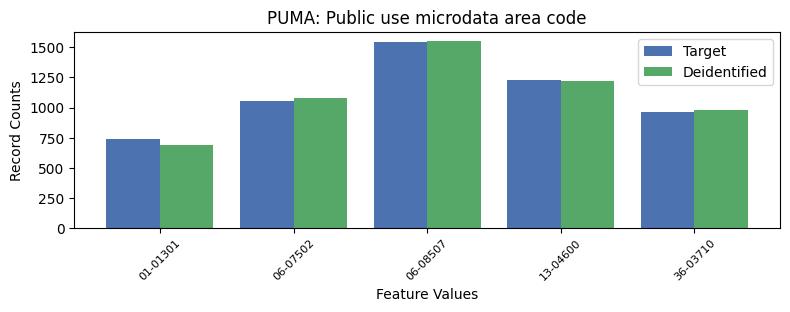 PUMA: Public use microdata area code
Target
Deidentified
Record Counts
1500
1250
1000
750
500
250
0
01-01301
06-07502
06-08507
13-04600
36-03710
Feature Values